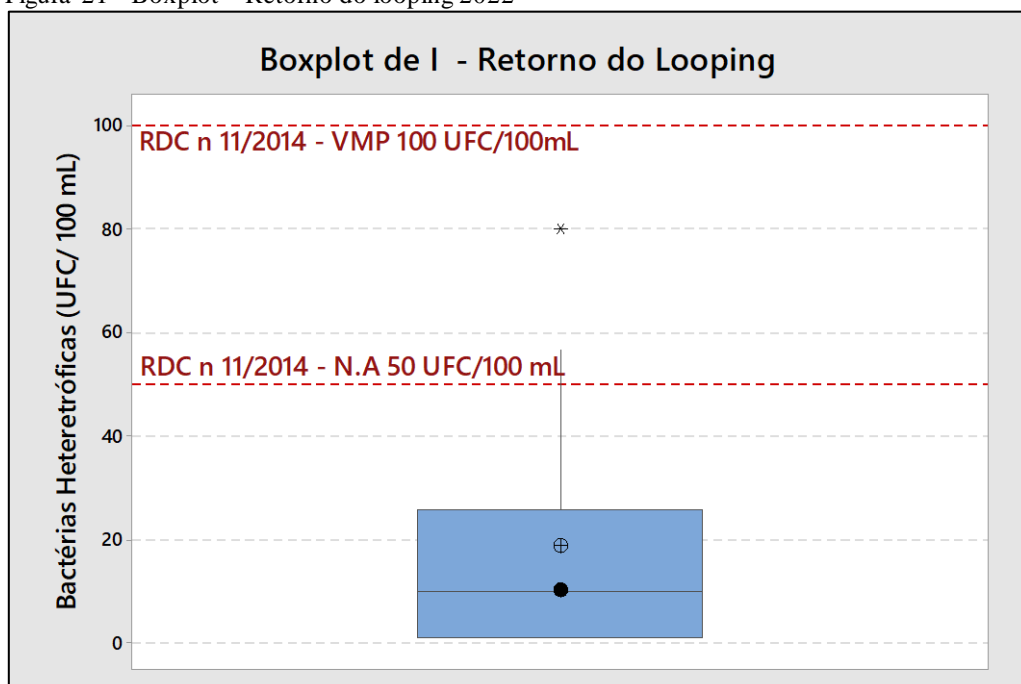 Figura 21 – Boxplot – Retorno do looping 2022
Boxplot de I - Retorno do Looping
Bactérias Heteretróficas (UFC/ 100 mL)
100
RDC n 11/2014 - VMP 100 UFC/100mL
80
60
RDC n 11/2014 - N.A 50 UFC/100 mL
40
20
0